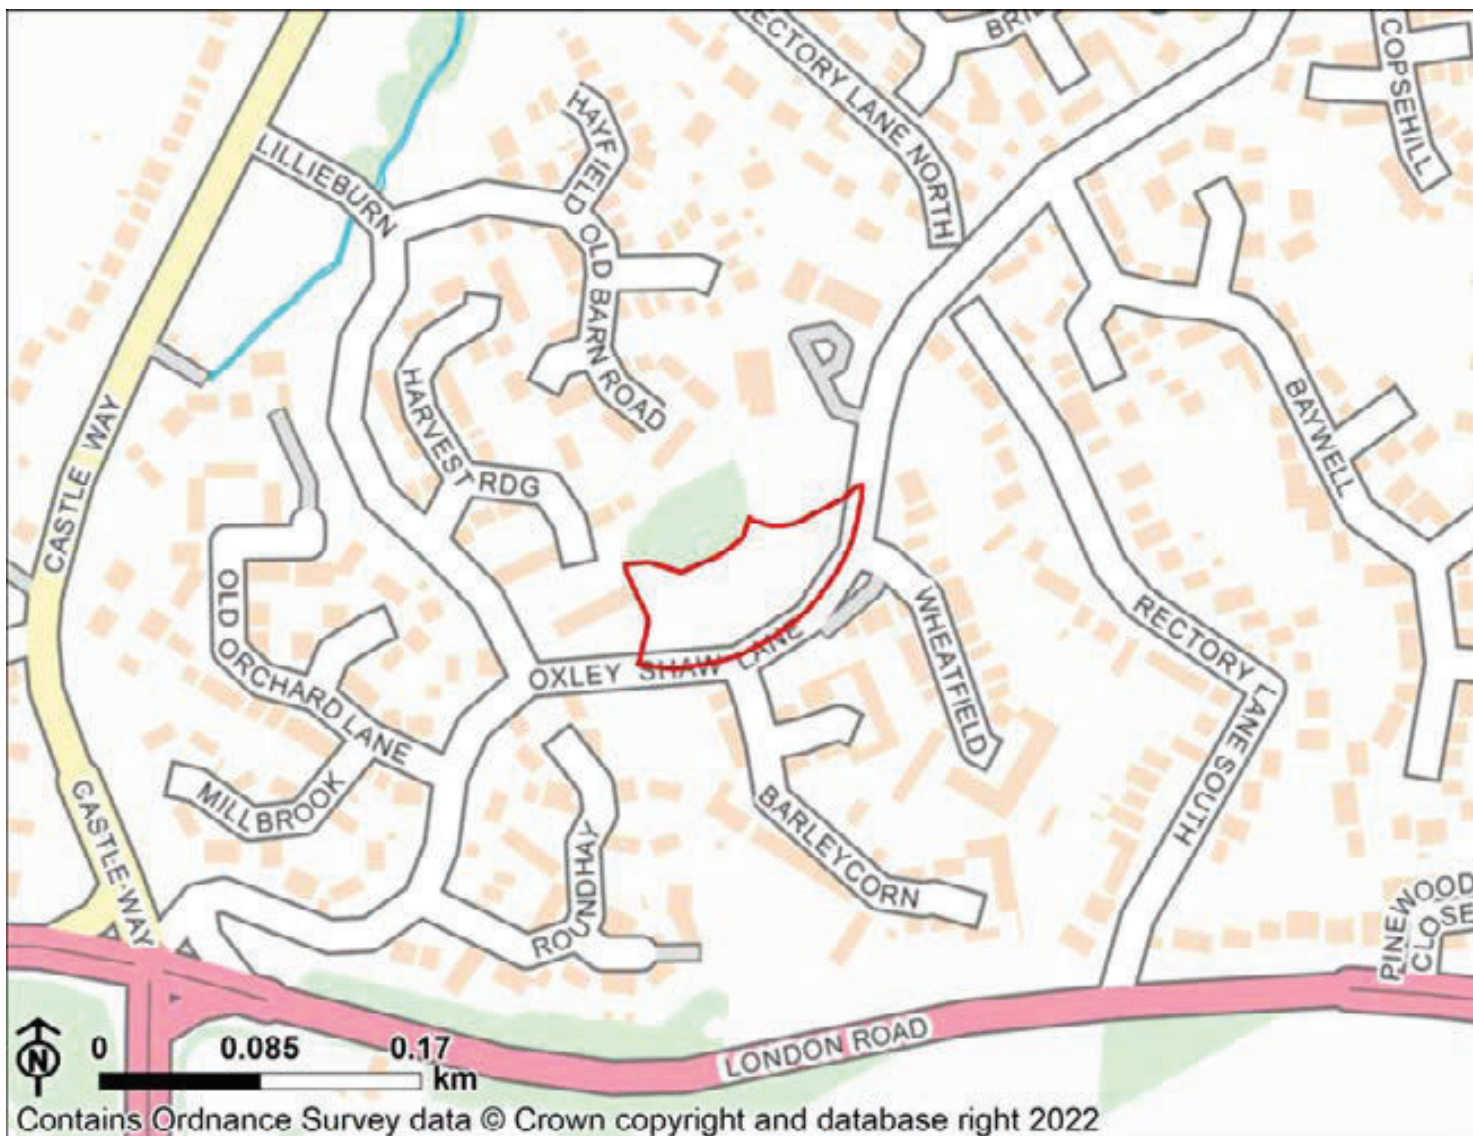 RECTORY LANE NORTH
COPSEHILL
HAYFIELD
LILLIEBURN
OLD BARN ROAD
HARVEST RDG
CASTLE WAY
BAYWELL
OLD ORCHARD LANE
WHEATFIELD
RECTORY LANE SOUTH
OXLEY SHAW LANE
MILLBROOK
CASTLE WAY
BARLEYCORN
ROUNDHAY
PINEWOOD
CLOSE
LONDON ROAD
N
0 0.085 0.17
km
Contains Ordnance Survey data © Crown copyright and database right 2022